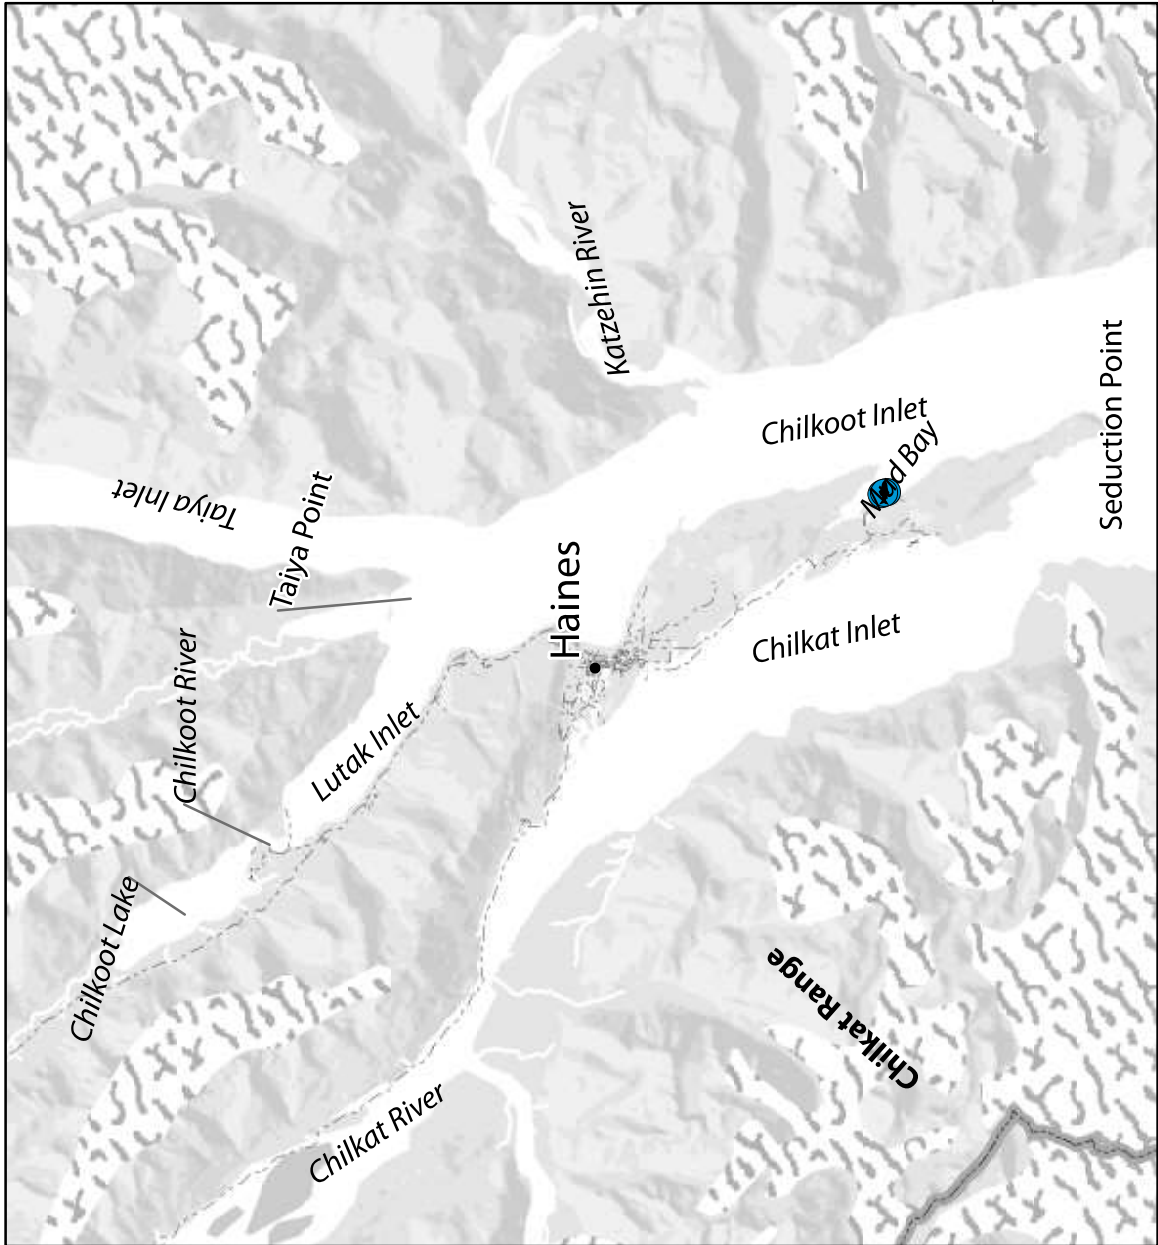 Katzehin River
Chilkoot Inlet
Mud Bay
Seduction Point
Taiya Inlet
Taiya Point
Haines
Chilkat Inlet
Chilkoot River
Lutak Inlet
Chilkoot Lake
Chilkat Range
Chilkat River